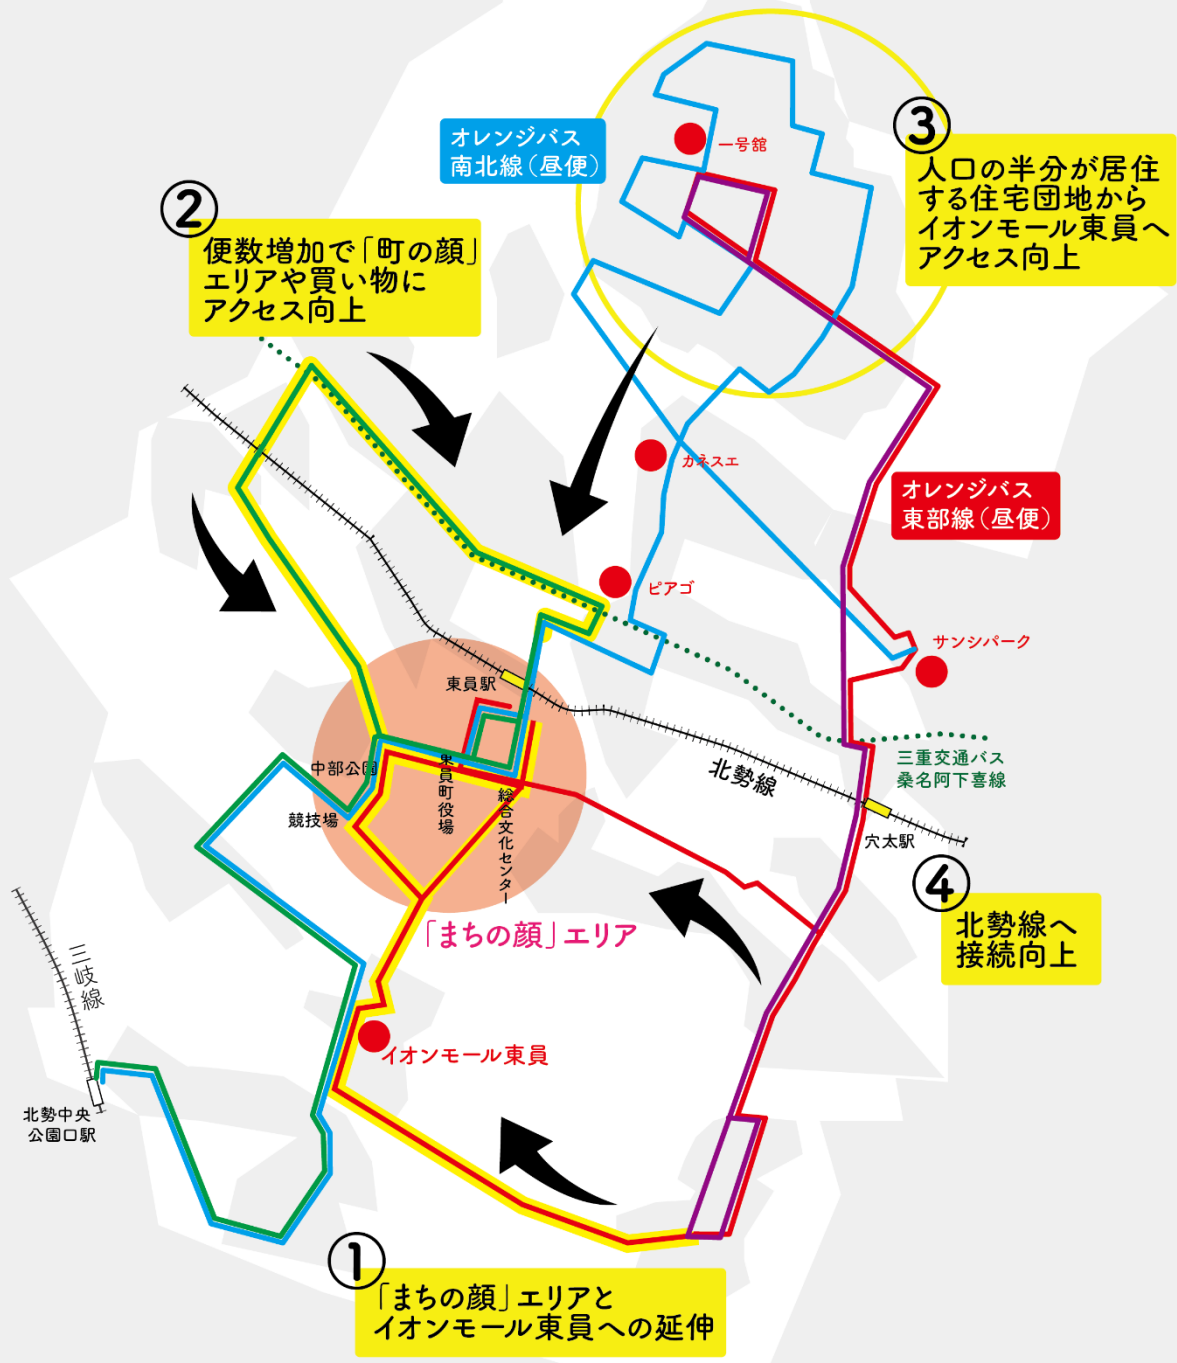 オレンジバス
南北線（昼便）
一号舘
③
人口の半分が居住
する住宅団地から
イオンモール東員へ
アクセス向上
②
便数増加で「町の顔」
エリアや買い物に
アクセス向上
カネスエ
オレンジバス
東部線（昼便）
ピアゴ
サンシパーク
東員駅
三重交通バス
桑名阿下喜線
北勢線
中部公園
東員町役場
総合文化センター
競技場
穴太駅
④
北勢線へ
接続向上
「まちの顔」エリア
三岐線
イオンモール東員
北勢中央
公園口駅
①
「まちの顔」エリアと
イオンモール東員への延伸